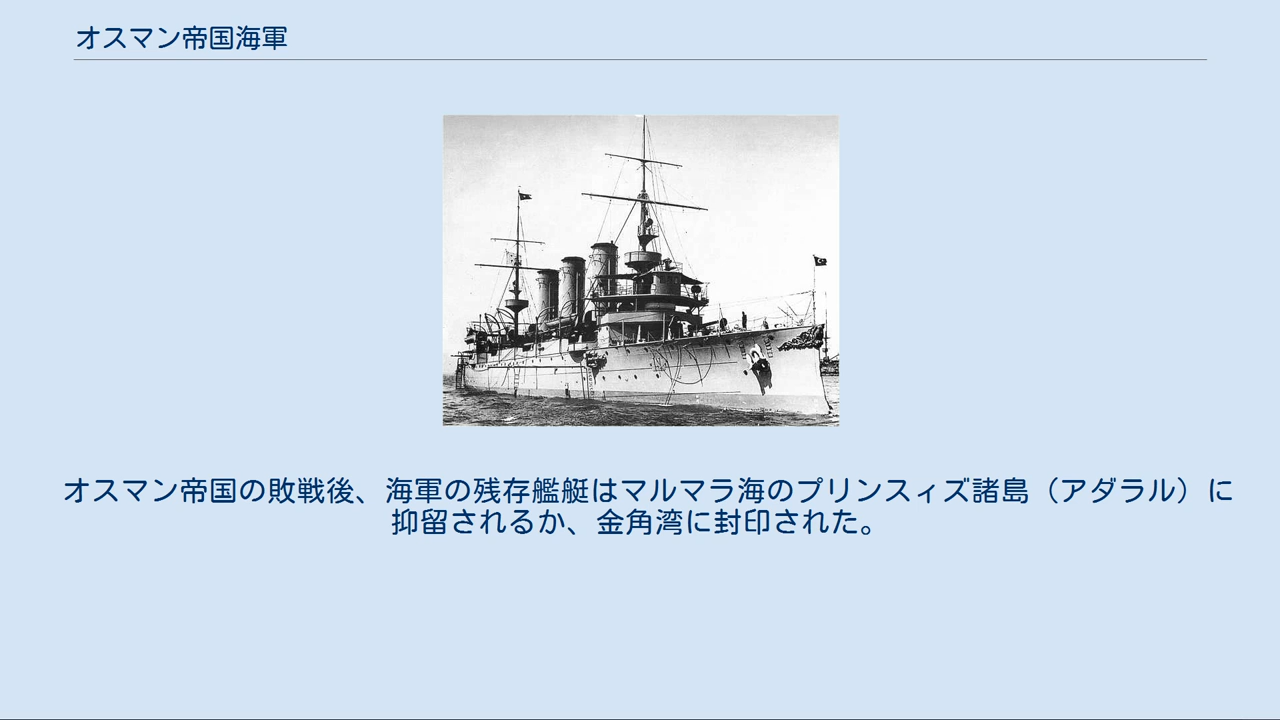 オスマン帝国海軍
オスマン帝国の敗戦後、海軍の残存艦艇はマルマラ海のプリンスィズ諸島（アダラル）に
抑留されるか、金角湾に封印された。